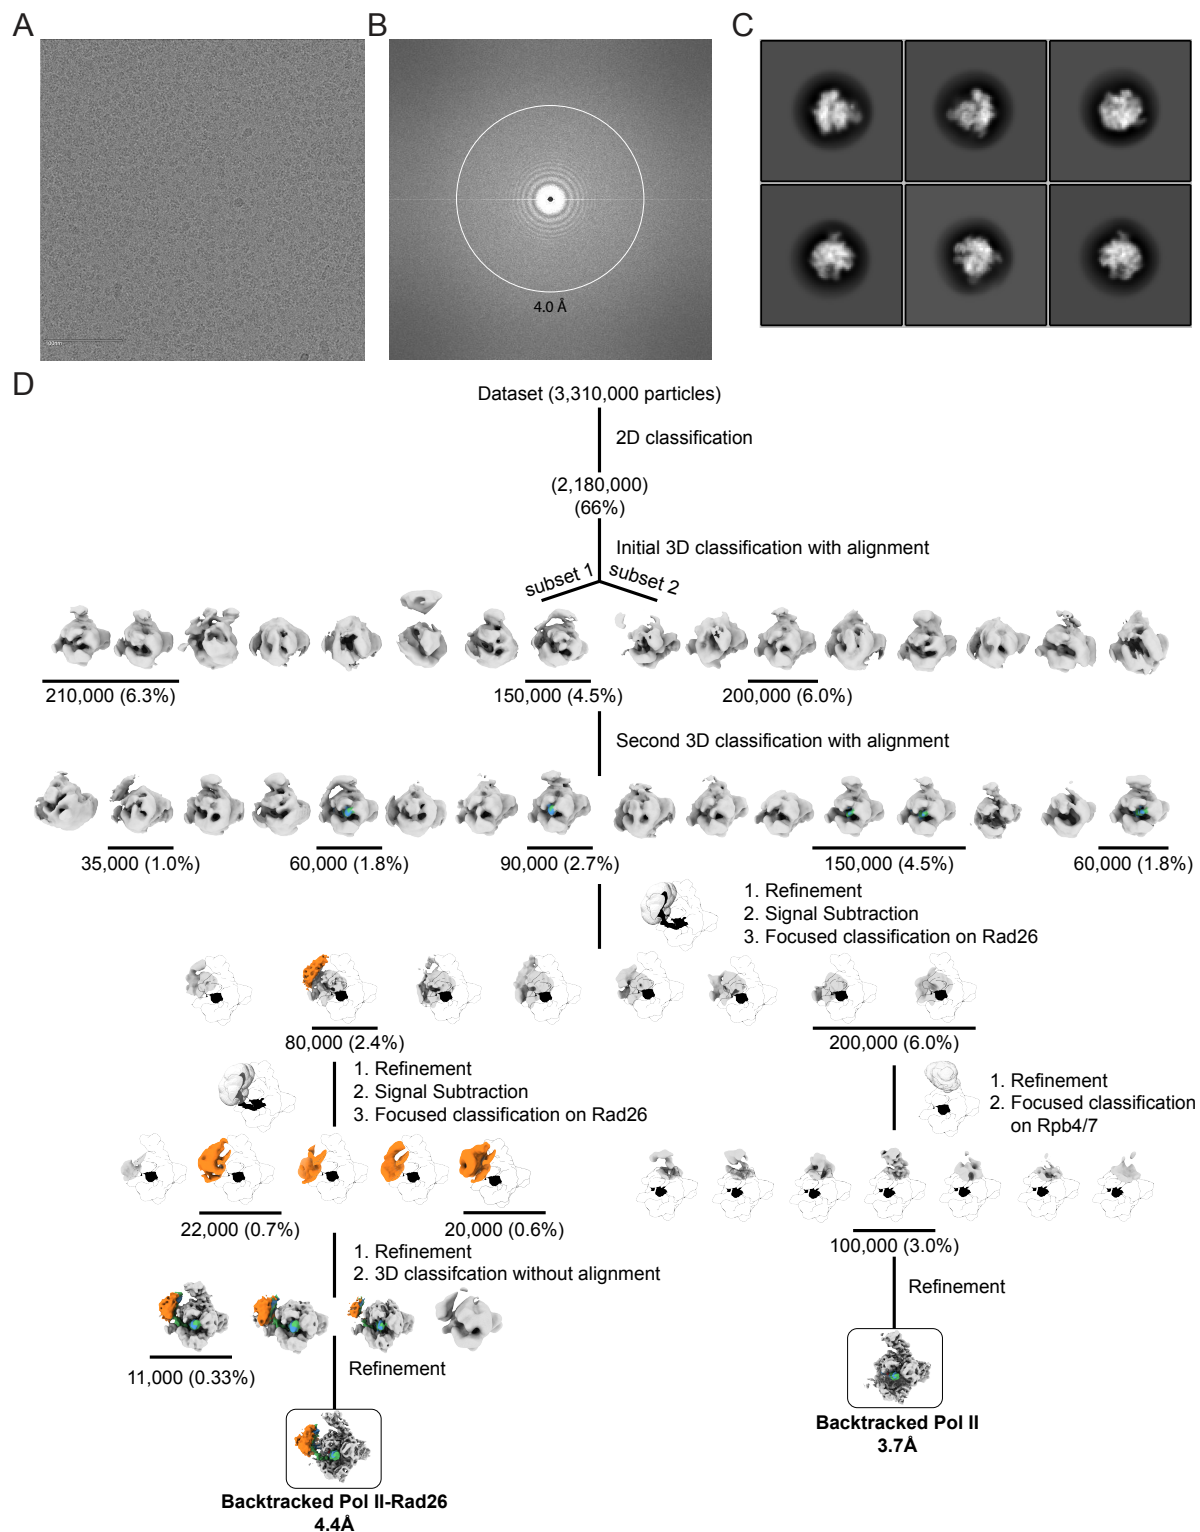 A
B
C
100nm
4.0 Å
D
Dataset (3,310,000 particles)
2D classification
(2,180,000)
(66%)
Initial 3D classification with alignment
subset 1
subset 2
210,000 (6.3%)
150,000 (4.5%)
200,000 (6.0%)
Second 3D classification with alignment
35,000 (1.0%)
60,000 (1.8%)
90,000 (2.7%)
150,000 (4.5%)
60,000 (1.8%)
1. Refinement
2. Signal Subtraction
3. Focused classification on Rad26
80,000 (2.4%)
200,000 (6.0%)
1. Refinement
2. Signal Subtraction
3. Focused classification on Rad26
1. Refinement
2. Focused classification
on Rpb4/7
22,000 (0.7%)
20,000 (0.6%)
100,000 (3.0%)
1. Refinement
2. 3D classifcation without alignment
Refinement
11,000 (0.33%)
Refinement
Backtracked Pol II
3.7Å
Backtracked Pol II-Rad26
4.4Å